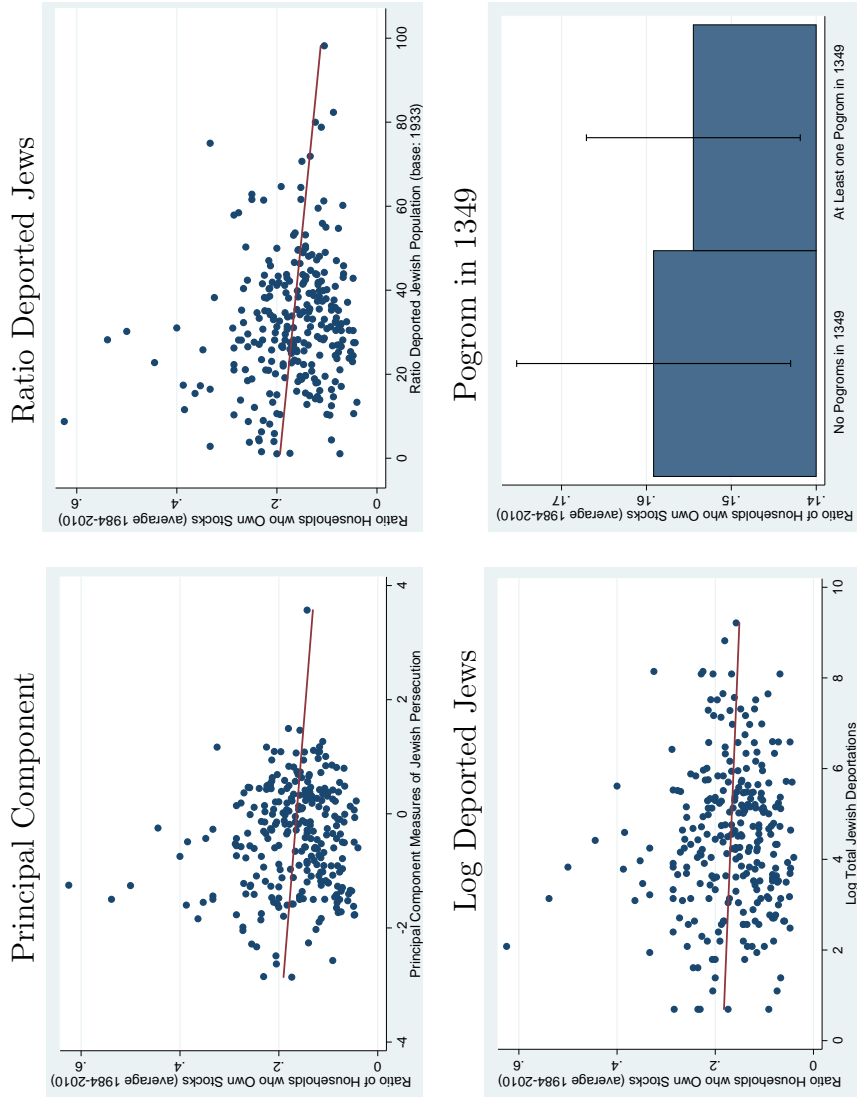 Principal Component
Ratio of Households who Own Stocks (average 1984-2010)
.6
.4
.2
0
-4
-2
0
2
4
Principal Component Measures of Jewish Persecution
Ratio Deported Jews
Ratio of Households who Own Stocks (average 1984-2010)
.6
.4
.2
0
0
20
40
60
80
100
Ratio Deported Jewish Population (base: 1933)
Log Deported Jews
Ratio of Households who Own Stocks (average 1984-2010)
.6
.4
.2
0
0
2
4
6
8
10
Log Total Jewish Deportations
Pogrom in 1349
Ratio of Households who Own Stocks (average 1984-2010)
.17
.16
.15
.14
No Pogroms in 1349
At Least one Pogrom in 1349